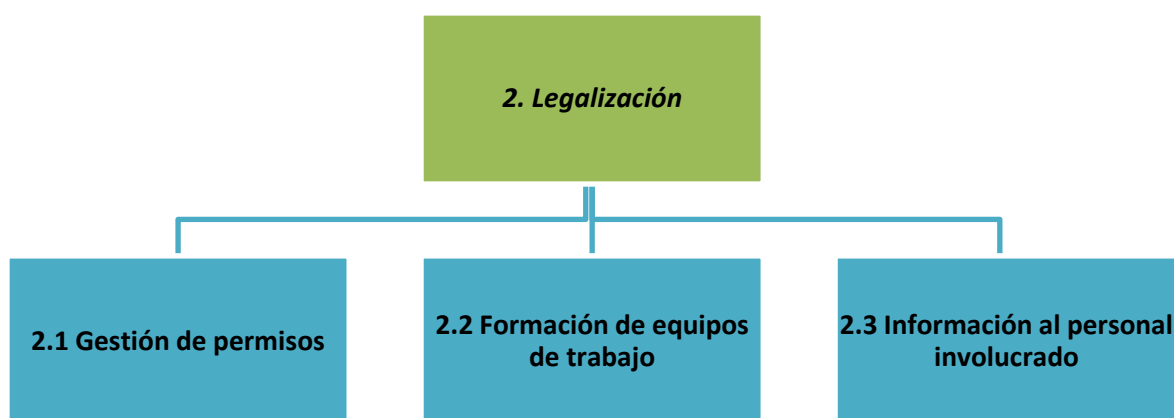 2. Legalización
2.1 Gestión de permisos
2.2 Formación de equipos
de trabajo
2.3 Información al personal
involucrado